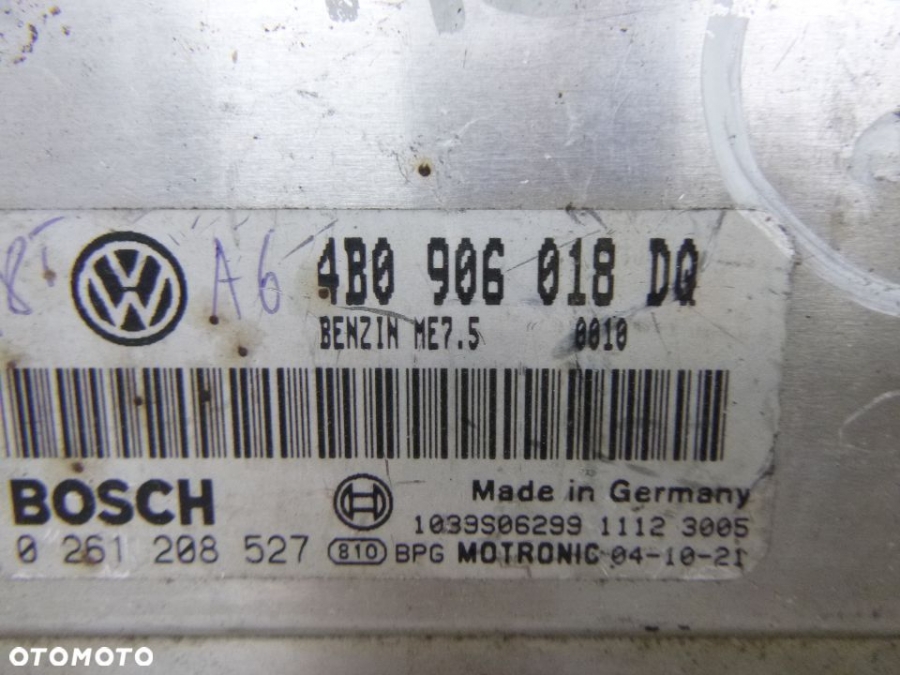 8 A6 4B0 906 018 DQ
BENZIN ME7.5 0010
BOSCH Made in Germany
1039S06299 1112 3005
0 261 208 527 810 BPG MOTRONIC 04-10-21
OTOMOTO